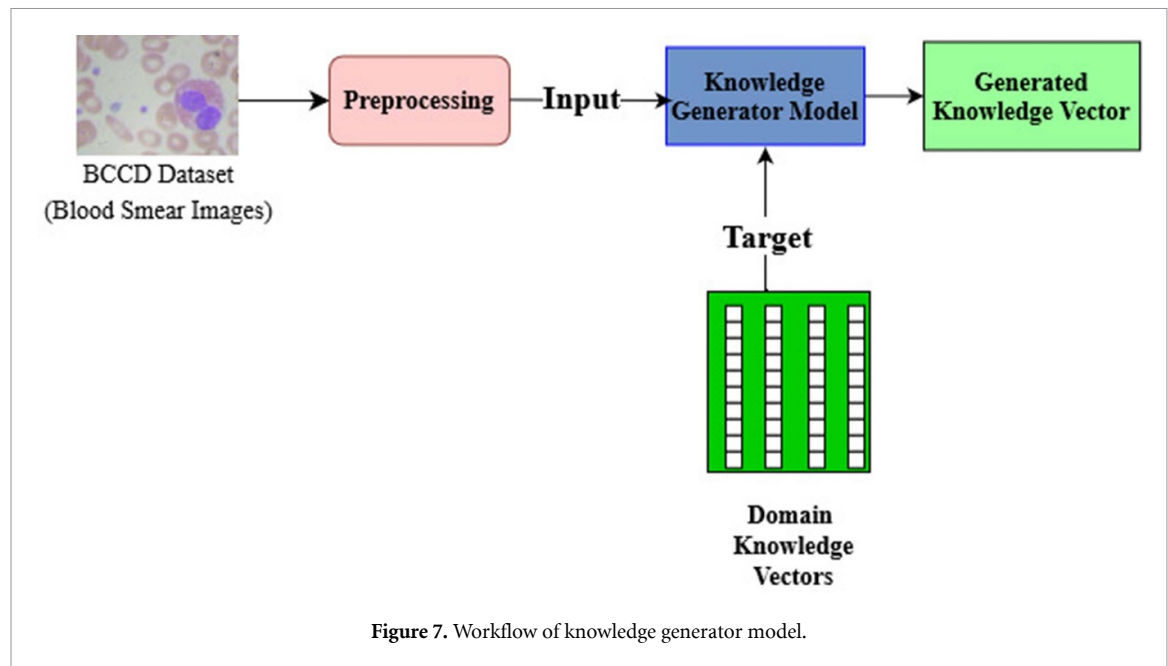 BCCD Dataset
(Blood Smear Images)
Preprocessing
Input
Knowledge
Generator Model
Generated
Knowledge Vector
Target
Domain
Knowledge
Vectors
Figure 7. Workflow of knowledge generator model.